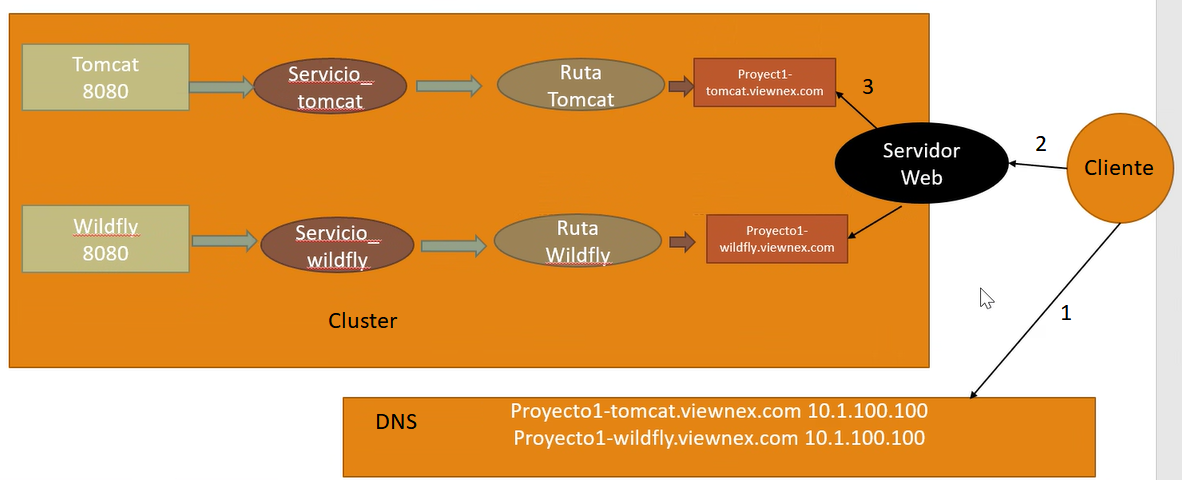 Tomcat
8080
Servicio_
tomcat
Ruta
Tomcat
Proyect1-
tomcat.viewnex.com
3
Servidor
Web
2
Cliente
Wildfly
8080
Servicio_
wildfly
Ruta
Wildfly
Proyecto1-
wildfly.viewnex.com
Cluster
1
DNS
Proyecto1-tomcat.viewnex.com 10.1.100.100
Proyecto1-wildfly.viewnex.com 10.1.100.100